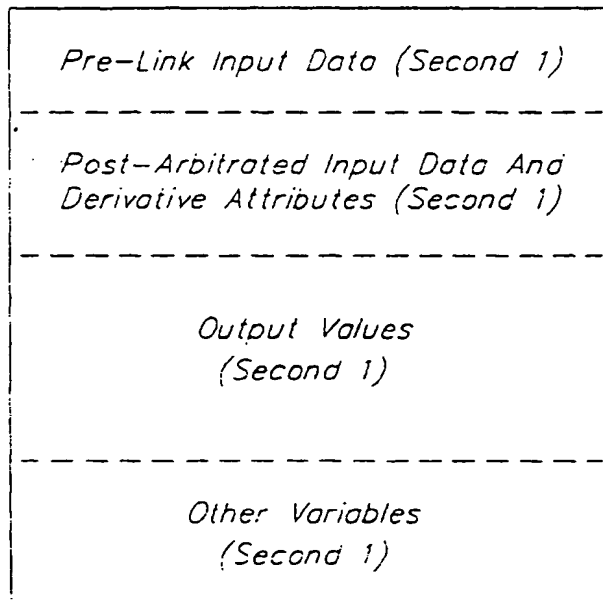 Pre-Link Input Data (Second 1)
Post-Arbitrated Input Data And
Derivative Attributes (Second 1)
Output Values
(Second 1)
Other Variables
(Second 1)